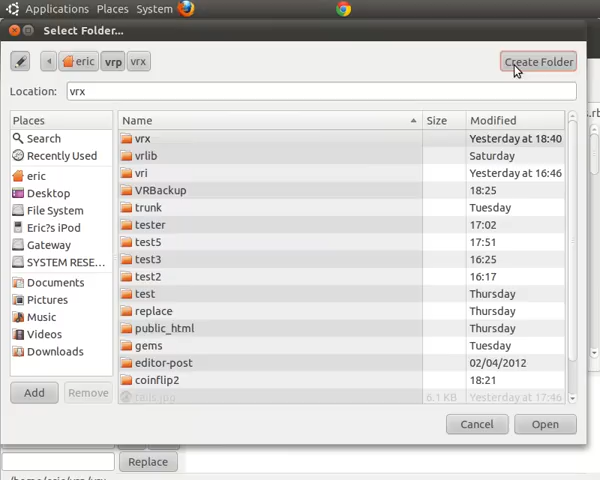 Applications Places System
Select Folder...
eric vrp vrx Create Folder
Location: vrx
Places Name Size Modified
Search vrx Yesterday at 18:40
Recently Used vrlib Saturday
eric vri Yesterday at 16:46
Desktop VRBackup 18:25
File System trunk Tuesday
Eric?s iPod tester 17:02
Gateway test5 17:51
SYSTEM RESE... test3 16:25
Documents test2 16:17
Pictures test Thursday
Music replace Thursday
Videos public_html Thursday
Downloads gems Tuesday
editor-post 02/04/2012
coinflip2 18:21
tails.jpg 6.1 KB Yesterday at 17:46
Add Remove
Cancel Open
Replace